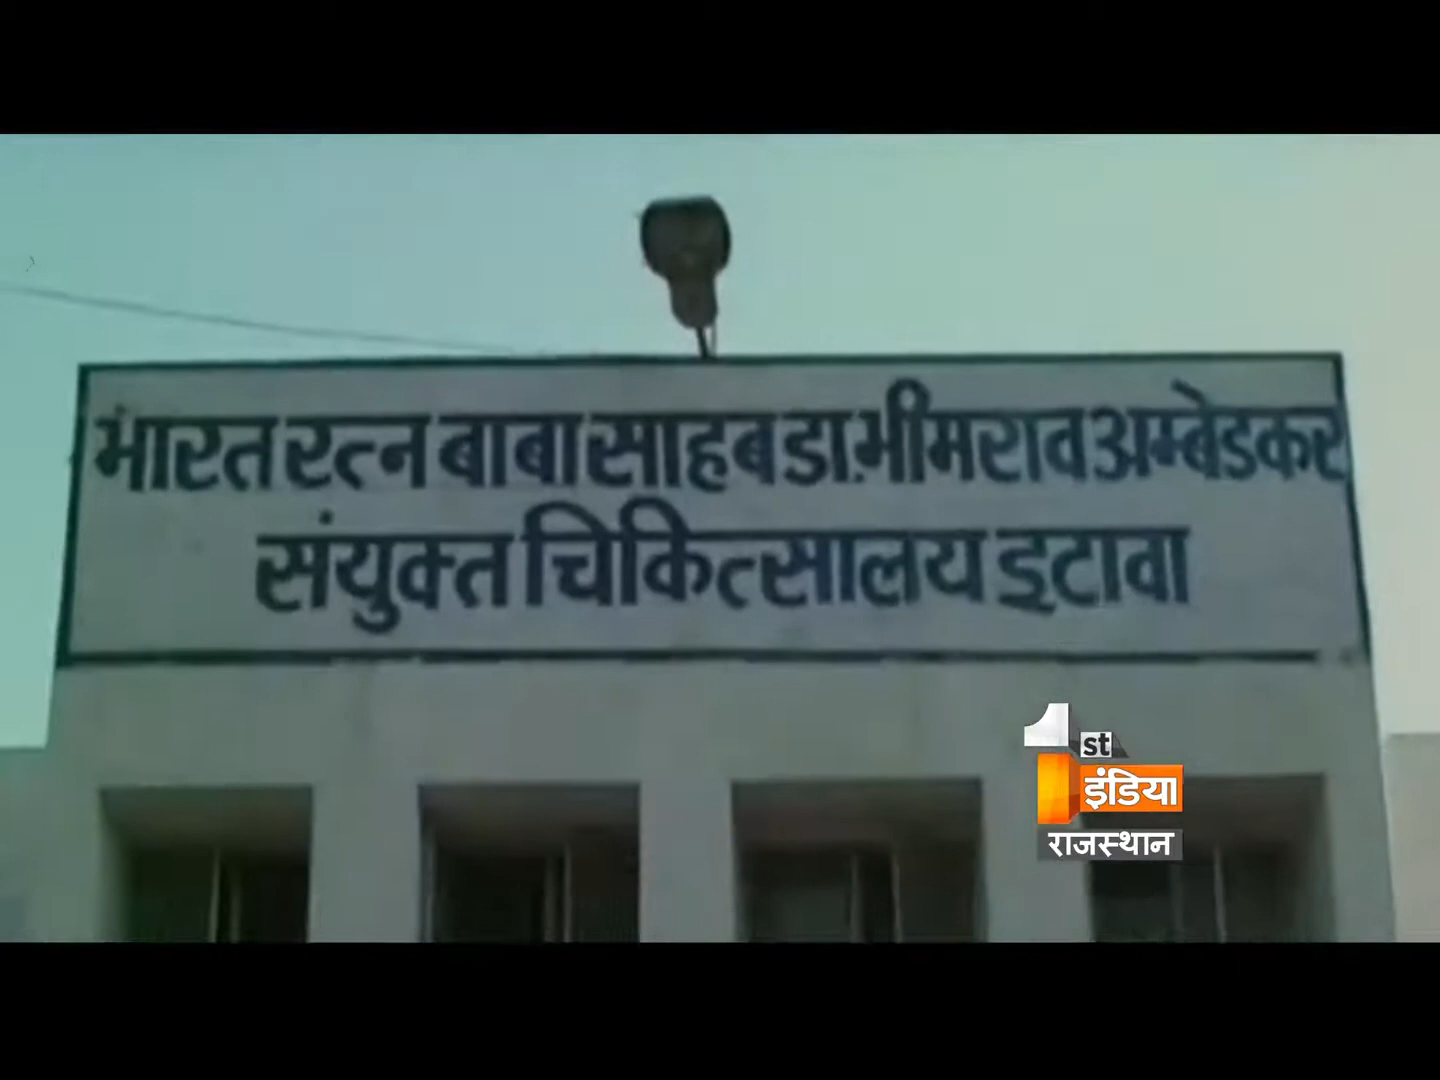 भारत रत्न बाबा साहब डा.भीमराव अम्बेडकर
संयुक्त चिकित्सालय इटावा
1st
इंडिया
राजस्थान